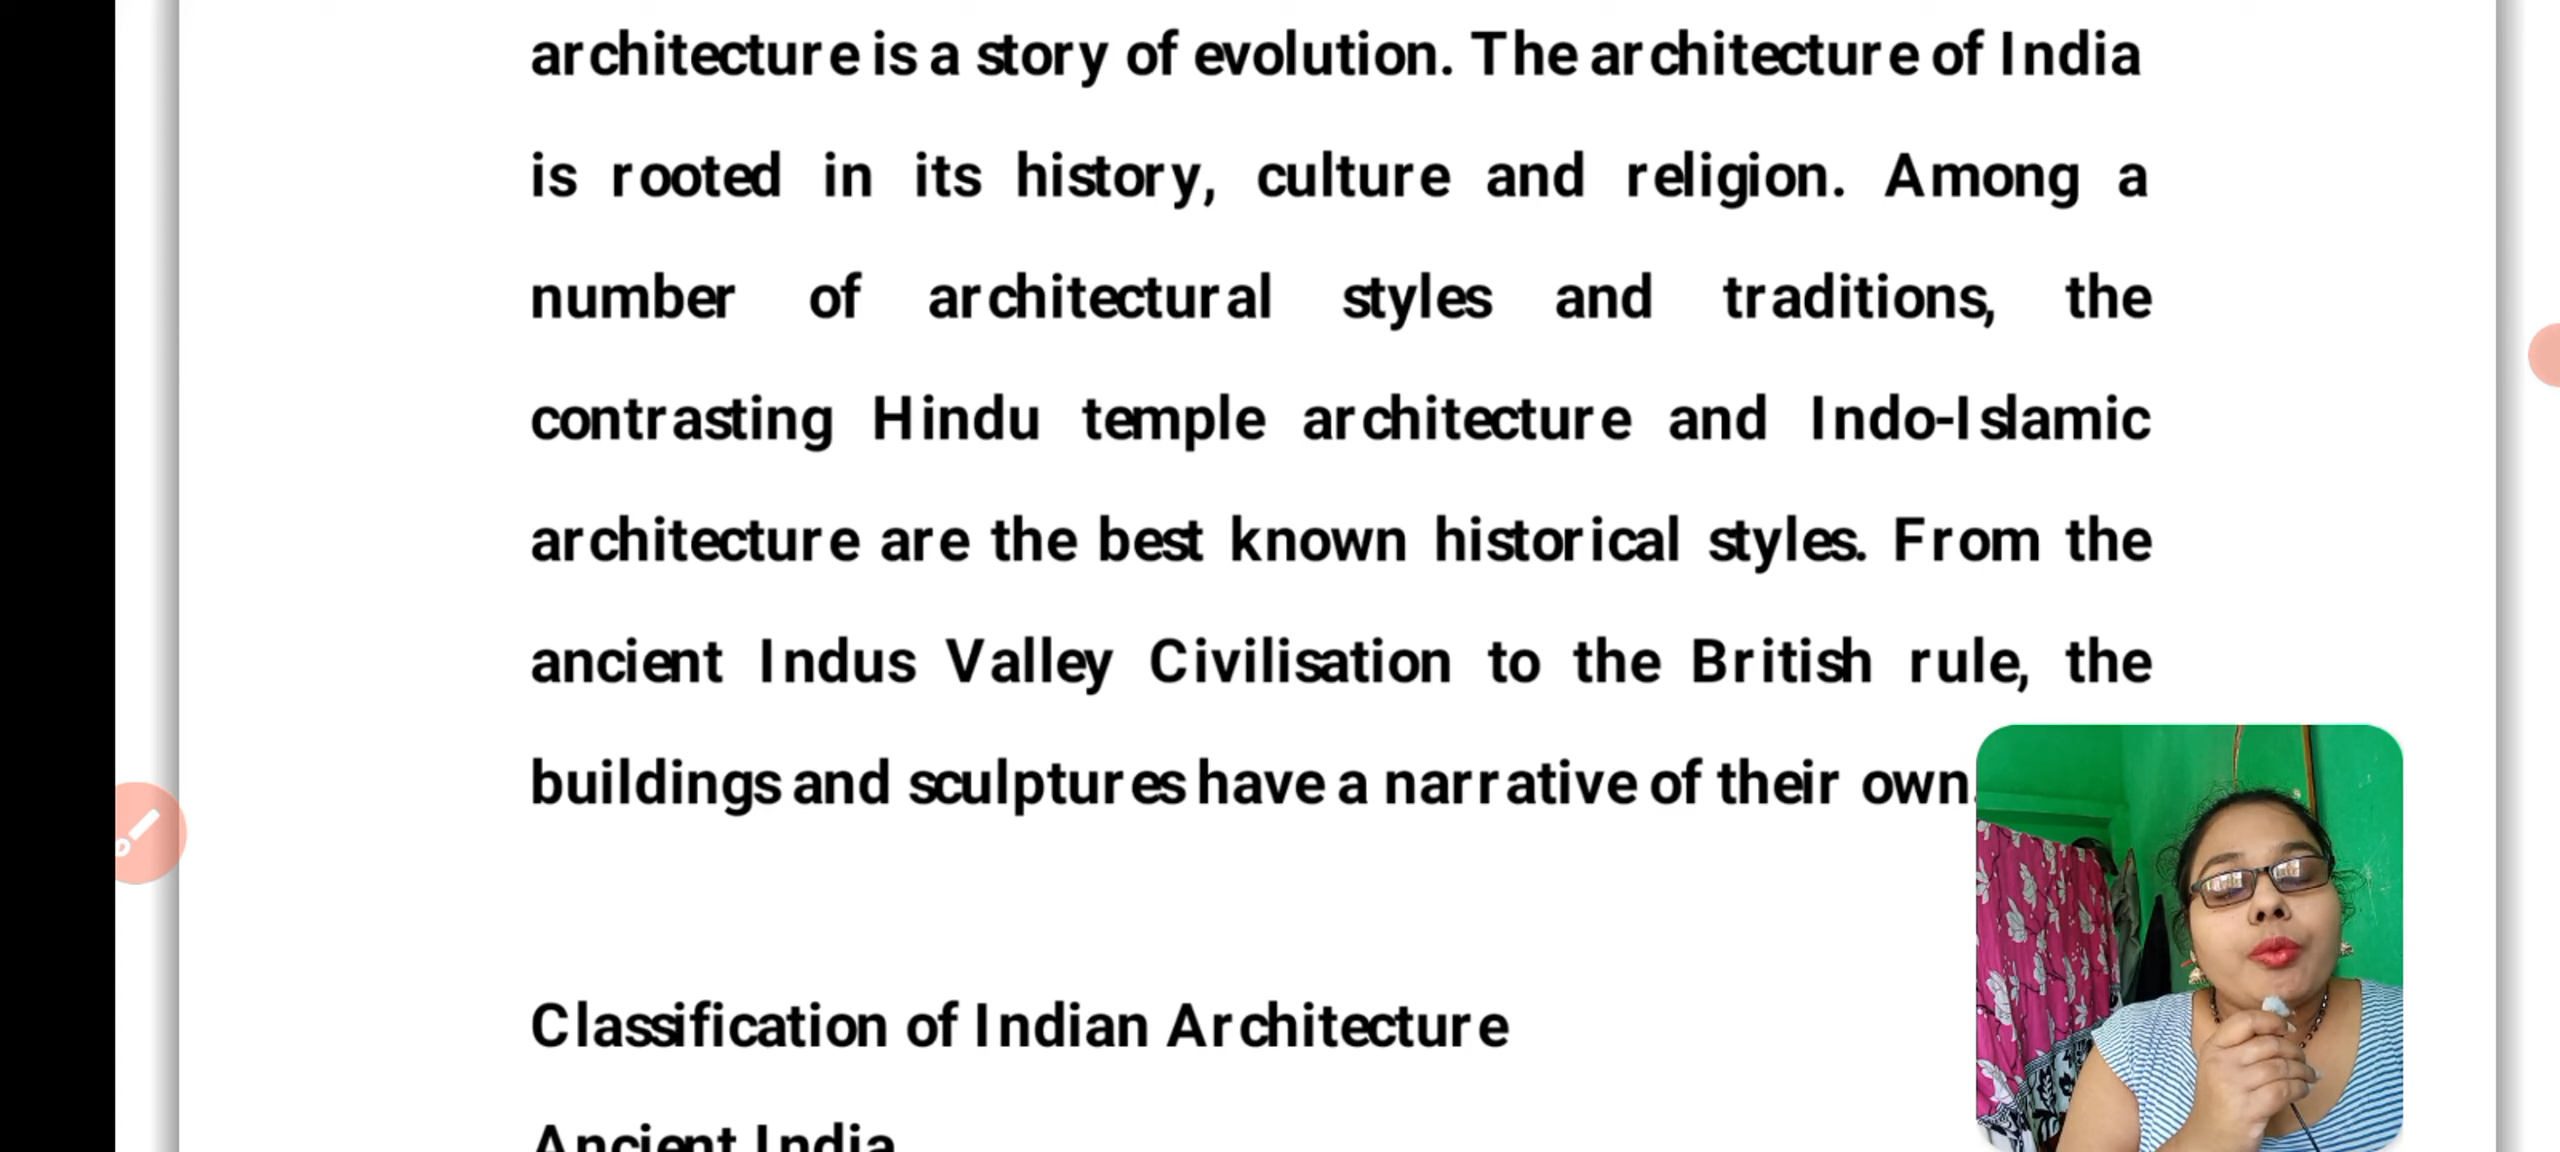 architecture is a story of evolution. The architecture of India
is rooted in its history, culture and religion. Among a
number of architectural styles and traditions, the
contrasting Hindu temple architecture and Indo-Islamic
architecture are the best known historical styles. From the
ancient Indus Valley Civilisation to the British rule, the
buildings and sculptures have a narrative of their own.
Classification of Indian Architecture
Ancient India